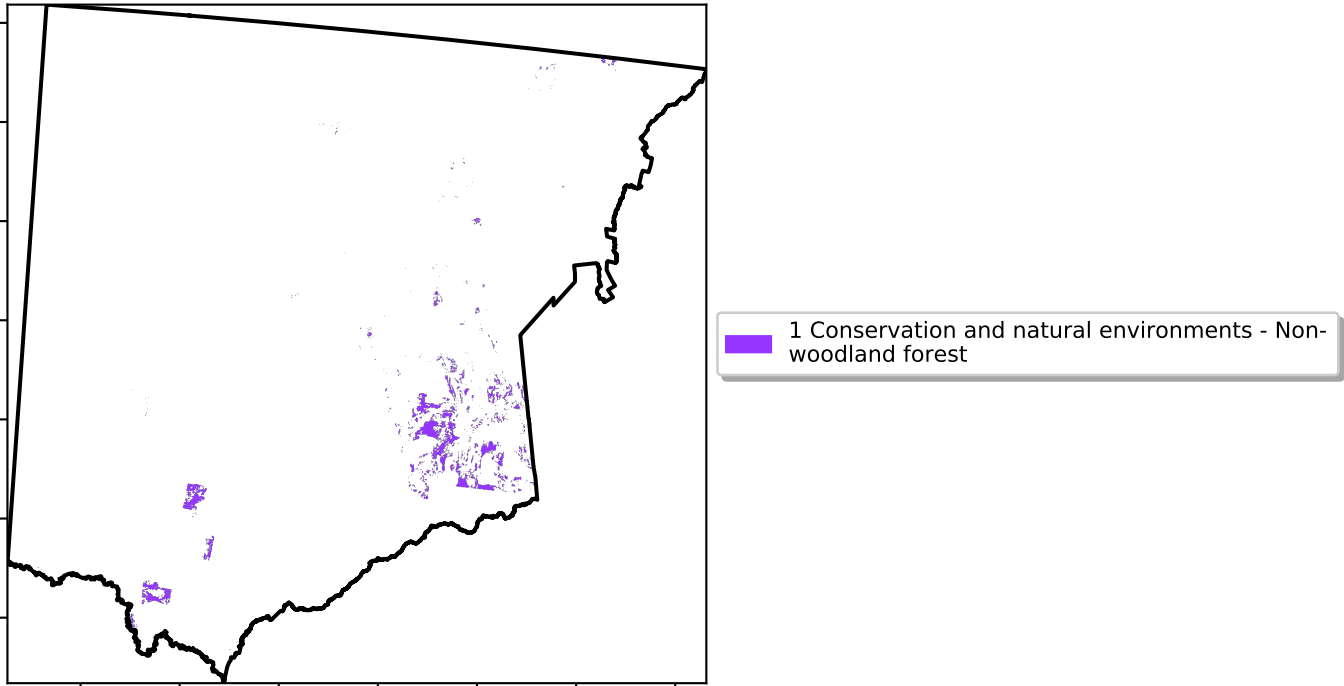 1 Conservation and natural environments - Non-
woodland forest